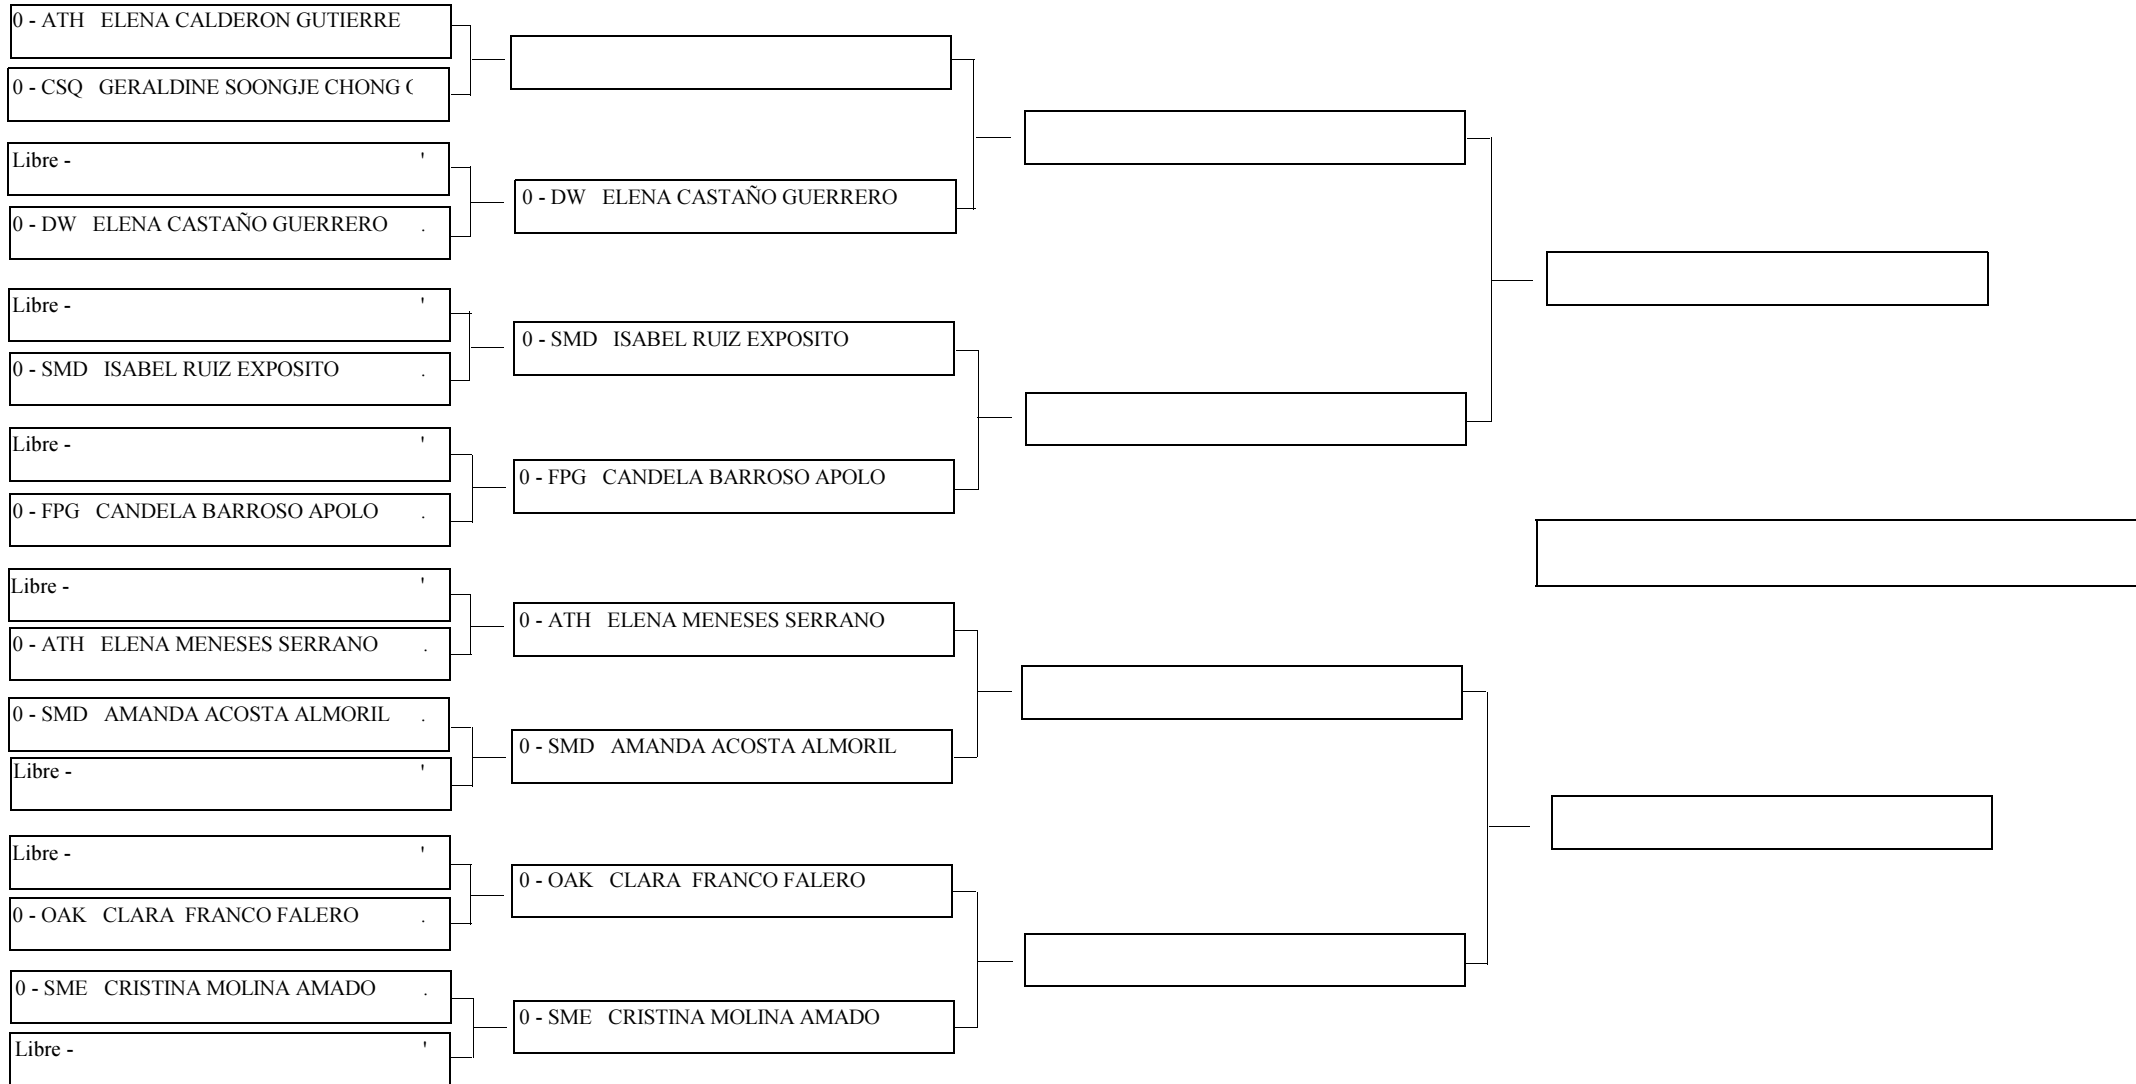 0 - ATH ELENA CALDERON GUTIERRE
0 - CSQ GERALDINE SOONGJE CHONG
Libre - '
0 - DW ELENA CASTAÑO GUERRERO .
0 - DW ELENA CASTAÑO GUERRERO
Libre - '
0 - SMD ISABEL RUIZ EXPOSITO .
0 - SMD ISABEL RUIZ EXPOSITO
Libre - '
0 - FPG CANDELA BARROSO APOLO .
0 - FPG CANDELA BARROSO APOLO
Libre - '
0 - ATH ELENA MENESES SERRANO .
0 - ATH ELENA MENESES SERRANO
0 - SMD AMANDA ACOSTA ALMORIL .
Libre - '
0 - SMD AMANDA ACOSTA ALMORIL
Libre - '
0 - OAK CLARA FRANCO FALERO .
0 - OAK CLARA FRANCO FALERO
0 - SME CRISTINA MOLINA AMADO .
Libre - '
0 - SME CRISTINA MOLINA AMADO